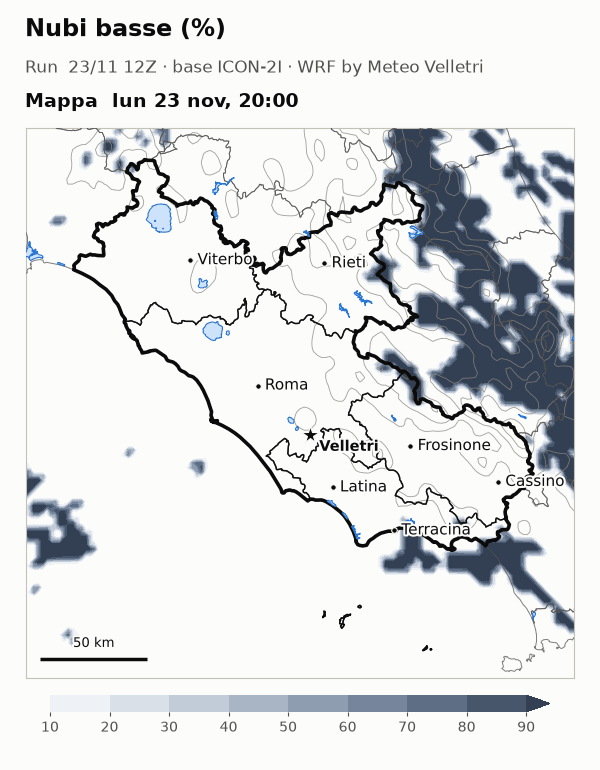 Nubi basse (%)
Run  23/11 12Z · base ICON-2I · WRF by Meteo Velletri
Mappa  lun 23 nov, 20:00
Viterbo
Rieti
Roma
Velletri
Frosinone
Latina
Cassino
Terracina
50 km
10 20 30 40 50 60 70 80 90